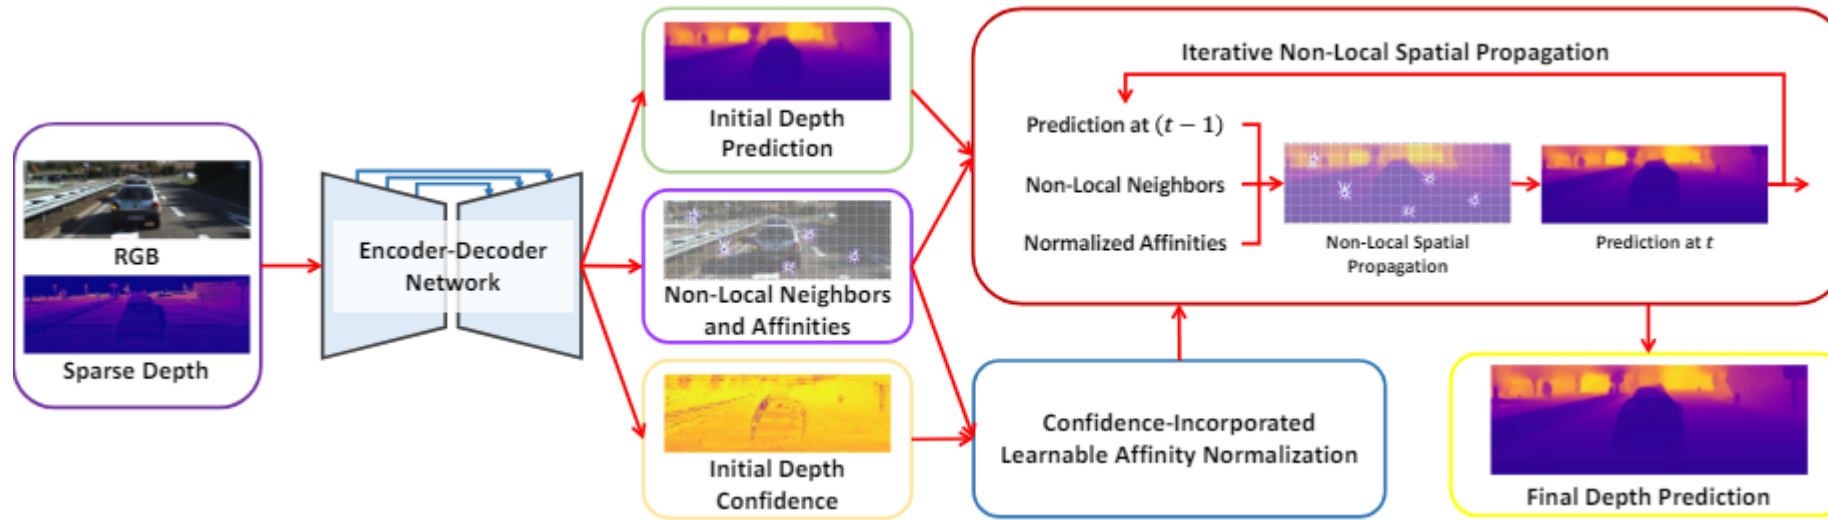 RGB
Sparse Depth
Encoder-Decoder
Network
Initial Depth
Prediction
Non-Local Neighbors
and Affinities
Initial Depth
Confidence
Iterative Non-Local Spatial Propagation
Prediction at (t − 1)
Non-Local Neighbors
Normalized Affinities
Non-Local Spatial
Propagation
Prediction at t
Confidence-Incorporated
Learnable Affinity Normalization
Final Depth Prediction